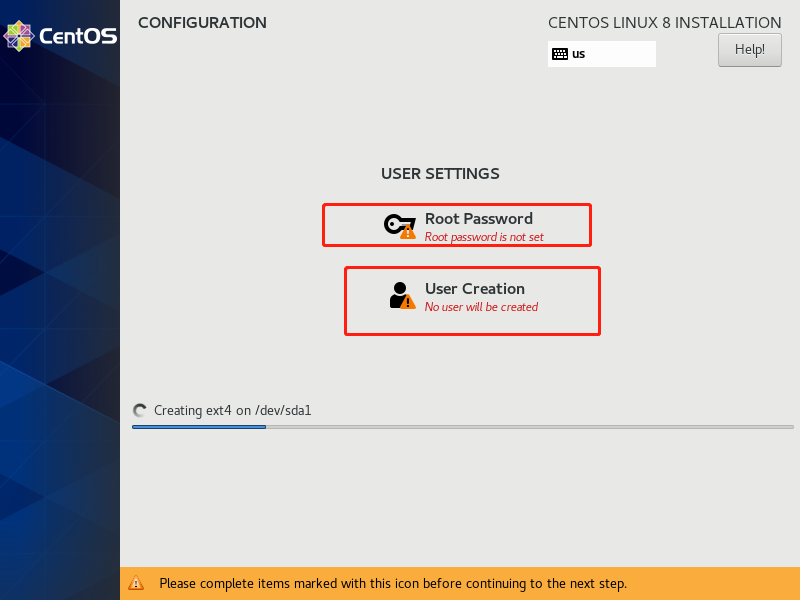 CentOS
CONFIGURATION
CENTOS LINUX 8 INSTALLATION
us
Help!
USER SETTINGS
Root Password
Root password is not set
User Creation
No user will be created
Creating ext4 on /dev/sda1
Please complete items marked with this icon before continuing to the next step.